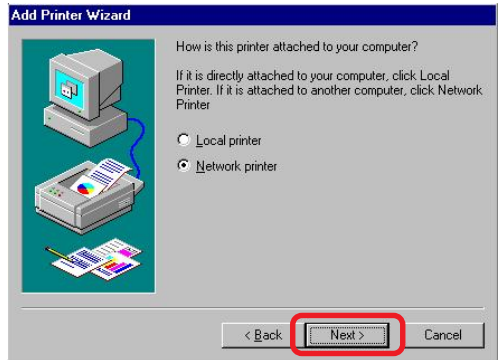 Add Printer Wizard
How is this printer attached to your computer?
If it is directly attached to your computer, click Local
Printer. If it is attached to another computer, click Network
Printer
Local printer
Network printer
< Back
Next >
Cancel